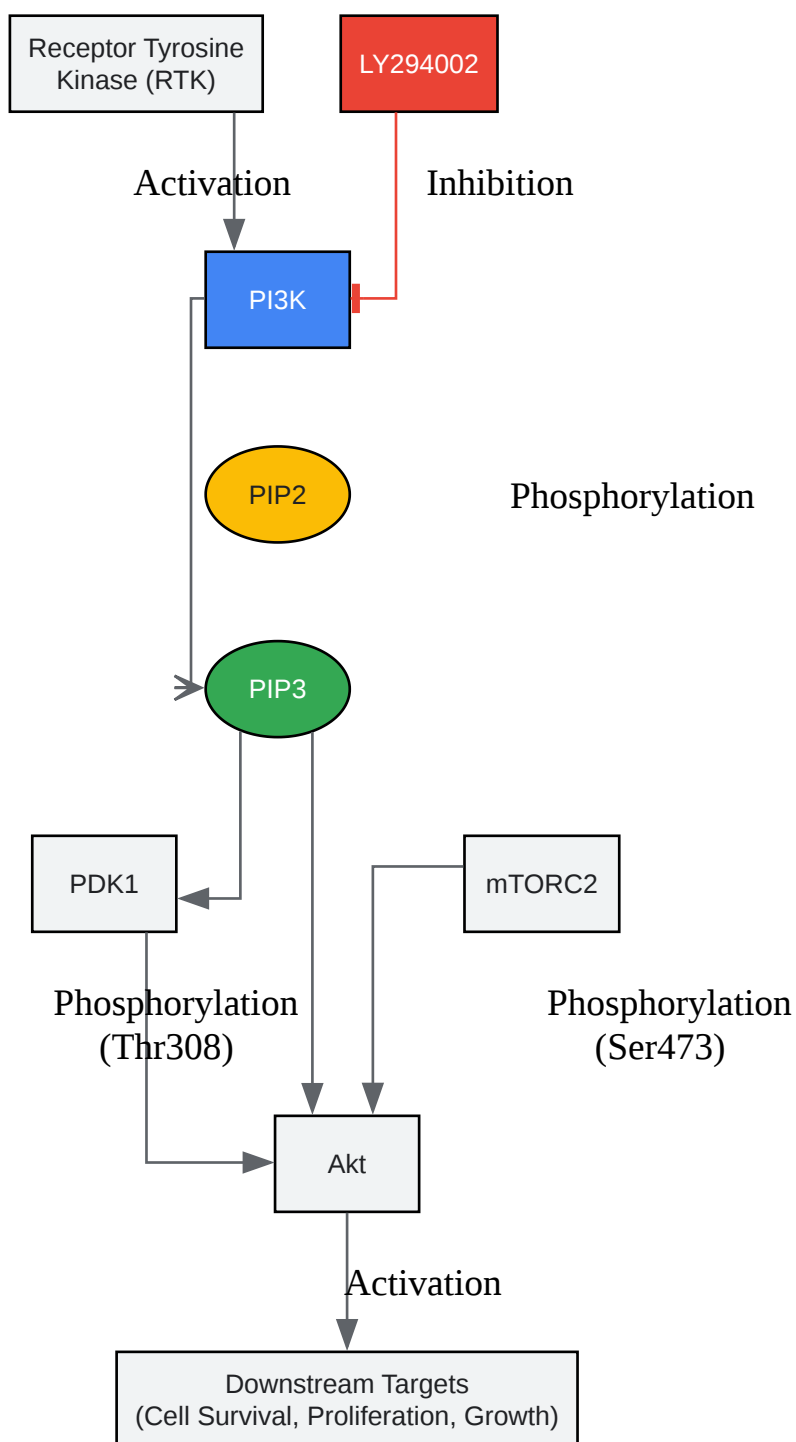 Receptor Tyrosine
Kinase (RTK)
LY294002
Activation
Inhibition
PI3K
PIP2
Phosphorylation
PIP3
PDK1
mTORC2
Phosphorylation
(Thr308)
Phosphorylation
(Ser473)
Akt
Activation
Downstream Targets
(Cell Survival, Proliferation, Growth)